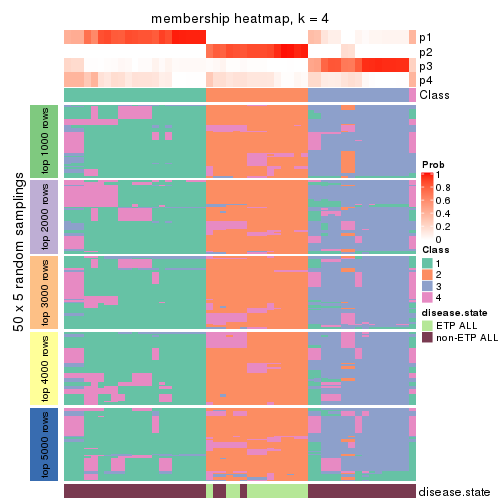 membership heatmap, k = 4
p1
p2
p3
p4
Class
50 x 5 random samplings
top 1000 rows
top 2000 rows
top 3000 rows
top 4000 rows
top 5000 rows
Prob
1
0.8
0.6
0.4
0.2
0
Class
1
2
3
4
disease.state
ETP ALL
non-ETP ALL
disease.state